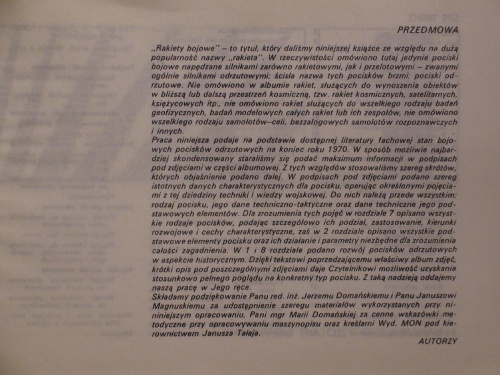 PRZEDMOWA
„Rakiety bojowe” — to tytuł, który daliśmy niniejszej książce ze względu na dużą
popularność nazwy „rakieta”. W rzeczywistości omówiono tutaj jedynie pociski
bojowe napędzane silnikami zarówno rakietowymi, jak i przelotowymi — zwanymi
ogólnie silnikami odrzutowymi; ścisła nazwa tych pocisków brzmi: pociski od-
rzutowe. Nie omówiono w albumie rakiet, służących do wynoszenia obiektów
w bliższą lub dalszą przestrzeń kosmiczną, tzw. rakiet kosmicznych, satelitarnych,
księżycowych itp., nie omówiono rakiet służących do wszelkiego rodzaju badań
geofizycznych, badań modelowych całych rakiet lub ich zespołów, nie omówiono
wszelkiego rodzaju samolotów-celi, bezzałogowych samolotów rozpoznawczych
i innych.
Praca niniejsza podaje na podstawie dostępnej literatury fachowej stan bojo-
wych pocisków odrzutowych na koniec roku 1970. W sposób możliwie najbar-
dziej skondensowany staraliśmy się podać maksimum informacji w podpisach
pod zdjęciami w części albumowej. Z tych względów stosowaliśmy szereg skrótów,
których objaśnienie podano dalej. W podpisach pod zdjęciami podano szereg
istotnych danych charakterystycznych dla pocisku, operując określonymi pojęcia-
mi z tej dziedziny techniki i wiedzy wojskowej. Do nich należą przede wszystkim:
rodzaj pocisku, jego dane techniczno-taktyczne oraz dane techniczne jego pod-
stawowych elementów. Dla zrozumienia tych pojęć w rozdziale 7 opisano wszyst-
kie rodzaje pocisków, podając szczegółowo ich podział, zastosowanie, kierunki
rozwojowe i cechy charakterystyczne, zaś w 2 rozdziale opisano wszystkie pod-
stawowe elementy pocisku oraz ich działanie i parametry niezbędne dla zrozumienia
całości zagadnienia. W 1 i 8 rozdziale podano rozwój pocisków odrzutowych
w aspekcie historycznym. Dzięki tekstowi poprzedzającemu właściwy album zdjęć,
krótki opis pod poszczególnymi zdjęciami daje Czytelnikowi możliwość uzyskania
stosunkowo pełnego poglądu na konkretny typ pocisku. Z taką nadzieją oddajemy
naszą pracę w Jego ręce.
Składamy podziękowanie Panu red. inż. Jerzemu Domańskiemu i Panu Januszowi
Magnuskiemu za udostępnienie szeregu materiałów wykorzystanych przy ni-
niniejszym opracowaniu, Pani mgr Marii Domańskiej za cenne wskazówki me-
todyczne przy opracowywaniu maszynopisu oraz kreślarni Wyd. MON pod kie-
rownictwem Janusza Tałaja.
AUTORZY